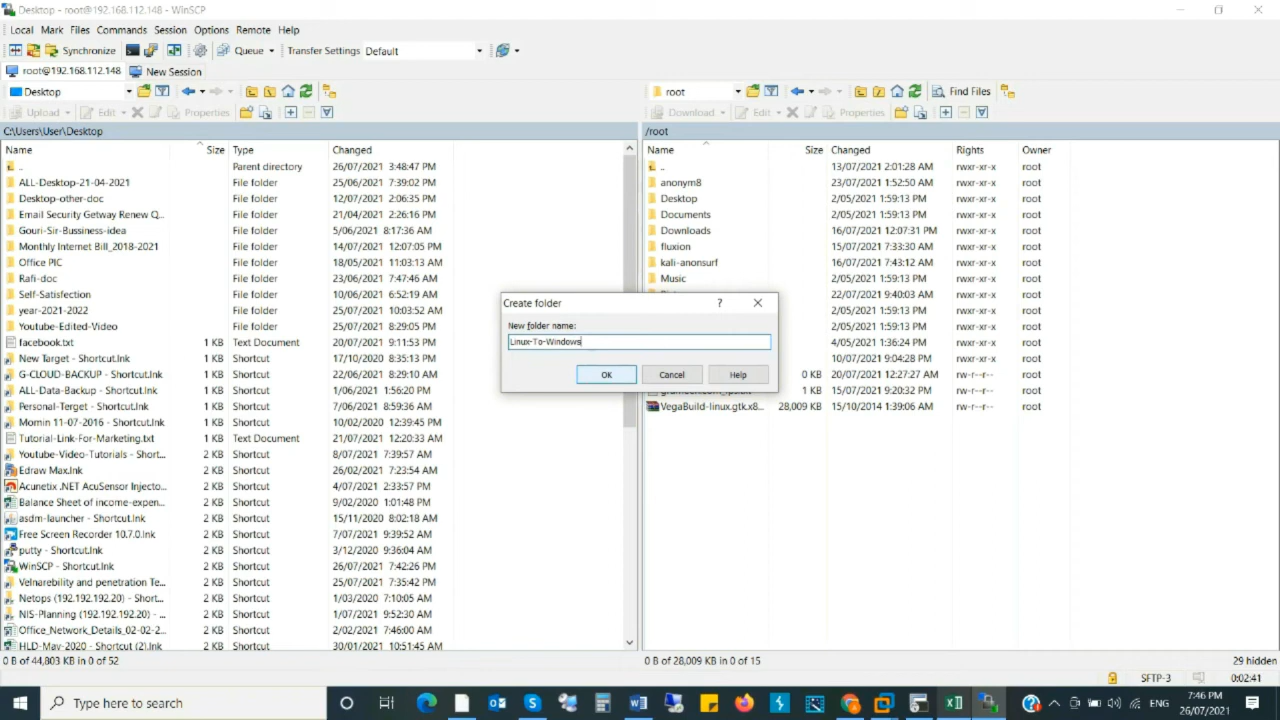 Desktop - root@192.168.112.148 - WinSCP
Local Mark Files Commands Session Options Remote Help
Synchronize Queue Transfer Settings Default
root@192.168.112.148 New Session
Desktop root Find Files
Upload Edit Properties Download Edit Properties
C:\Users\User\Desktop /root
Name Size Type Changed Name Size Changed Rights Owner
.. Parent directory 26/07/2021 3:48:47 PM .. 13/07/2021 2:01:28 AM rwxr-xr-x root
ALL-Desktop-21-04-2021 File folder 25/06/2021 7:39:02 PM anonym8 23/07/2021 1:52:50 AM rwxr-xr-x root
Desktop-other-doc File folder 12/07/2021 2:06:35 PM Desktop 2/05/2021 1:59:13 PM rwxr-xr-x root
Email Security Getway Renew Q... File folder 21/04/2021 2:26:16 PM Documents 2/05/2021 1:59:13 PM rwxr-xr-x root
Gouri-Sir-Bussiness-idea File folder 5/06/2021 8:17:36 AM Downloads 16/07/2021 12:07:31 PM rwxr-xr-x root
Monthly Internet Bill_2018-2021 File folder 14/07/2021 12:07:05 PM fluxion 15/07/2021 7:33:30 AM rwxr-xr-x root
Office PIC File folder 18/05/2021 11:03:13 AM kali-anonsurf 16/07/2021 7:43:12 AM rwxr-xr-x root
Rafi-doc File folder 23/06/2021 7:47:46 AM Music 2/05/2021 1:59:13 PM rwxr-xr-x root
Self-Satisfection File folder 10/06/2021 6:52:19 AM 22/07/2021 9:40:03 AM rwxr-xr-x root
year-2021-2022 File folder 25/07/2021 10:03:52 AM 2/05/2021 1:59:13 PM rwxr-xr-x root
Youtube-Edited-Video File folder 25/07/2021 8:29:05 PM 2/05/2021 1:59:13 PM rwxr-xr-x root
facebook.txt 1 KB Text Document 20/07/2021 9:11:53 PM 4/05/2021 1:36:24 PM rwxr-xr-x root
New Target - Shortcut.lnk 1 KB Shortcut 17/10/2020 8:35:13 PM 10/07/2021 9:04:28 PM rwxr-xr-x root
G-CLOUD-BACKUP - Shortcut.lnk 1 KB Shortcut 22/06/2021 8:29:10 AM 0 KB 20/07/2021 12:27:27 AM rw-r--r-- root
ALL-Data-Backup - Shortcut.lnk 1 KB Shortcut 1/06/2021 1:56:20 PM 1 KB 15/07/2021 9:20:32 PM rw-r--r-- root
Personal-Terget - Shortcut.lnk 1 KB Shortcut 7/06/2021 8:59:36 AM VegaBuild-linux.gtk.x8... 28,009 KB 15/10/2014 1:39:06 AM rw-r--r-- root
Momin 11-07-2016 - Shortcut.lnk 1 KB Shortcut 10/02/2020 12:39:45 PM
Tutorial-Link-For-Marketing.txt 1 KB Text Document 21/07/2021 12:20:33 AM
Youtube-Video-Tutorials - Short... 2 KB Shortcut 8/07/2021 7:39:57 AM
Edraw Max.lnk 2 KB Shortcut 26/02/2021 7:23:54 AM
Acunetix .NET AcuSensor Injecto... 2 KB Shortcut 4/07/2021 2:33:57 PM
Balance Sheet of income-expen... 2 KB Shortcut 9/02/2020 1:01:48 PM
asdm-launcher - Shortcut.lnk 2 KB Shortcut 15/11/2020 8:02:18 AM
Free Screen Recorder 10.7.0.lnk 2 KB Shortcut 7/07/2021 9:39:52 AM
putty - Shortcut.lnk 2 KB Shortcut 3/12/2020 9:36:04 AM
WinSCP - Shortcut.lnk 2 KB Shortcut 26/07/2021 7:42:26 PM
Velnarebility and penetration Te... 2 KB Shortcut 25/07/2021 7:35:42 PM
Netops (192.192.192.20) - Short... 2 KB Shortcut 1/03/2020 7:10:05 AM
NIS-Planning (192.192.192.20) - ... 2 KB Shortcut 1/07/2021 9:52:30 AM
Office_Network_Details_02-02-2... 2 KB Shortcut 2/02/2021 7:46:00 AM
HLD-May-2020 - Shortcut (2).lnk 2 KB Shortcut 30/01/2021 10:51:45 AM
Create folder ?
New folder name:
Linux-To-Windows
OK Cancel Help
0 B of 44,803 KB in 0 of 52 0 B of 28,009 KB in 0 of 15 29 hidden
SFTP-3 0:02:41
Type here to search ENG 7:46 PM
26/07/2021